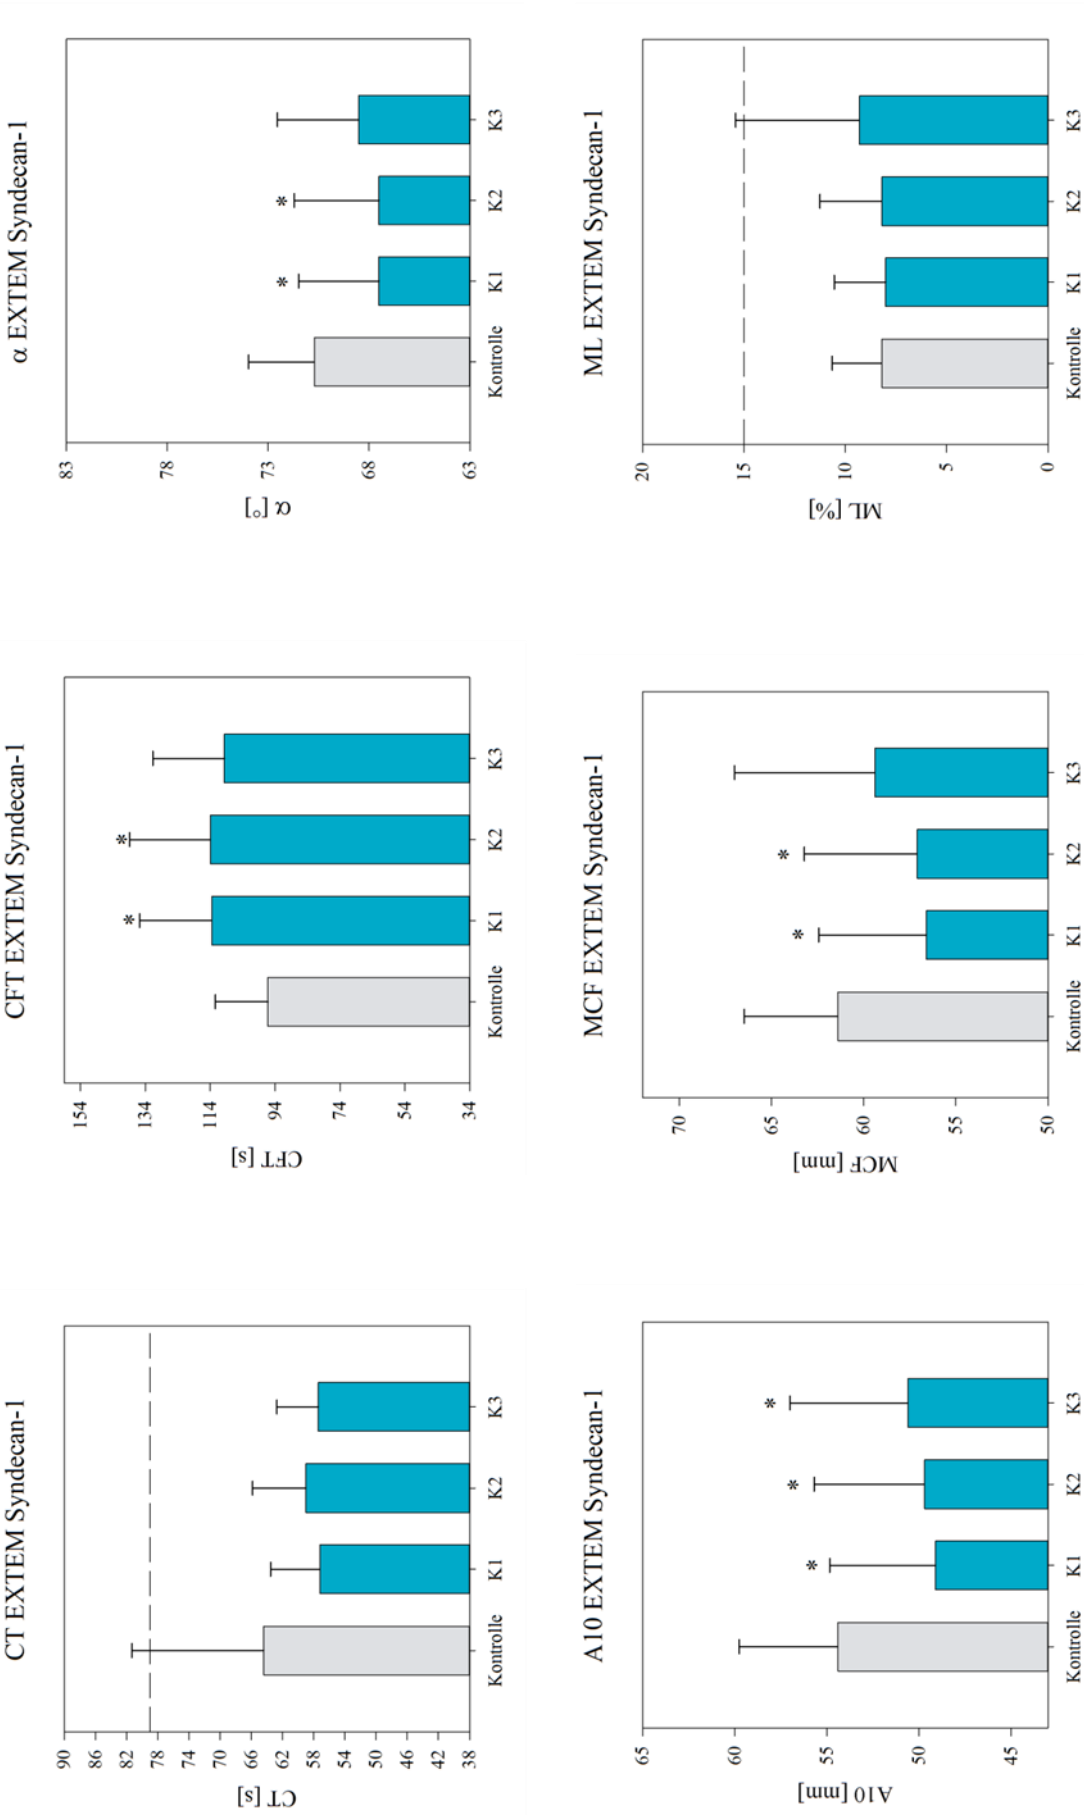 CT EXTEM Syndecan-1
CT [s]
90
86
82
78
74
70
66
62
58
54
50
46
42
38
Kontrolle
K1
K2
K3
CFT EXTEM Syndecan-1
CFT [s]
154
134
114
94
74
54
34
*
*
Kontrolle
K1
K2
K3
α EXTEM Syndecan-1
α [°]
83
78
73
68
63
*
*
Kontrolle
K1
K2
K3
A10 EXTEM Syndecan-1
A10 [mm]
65
60
55
50
45
*
*
*
Kontrolle
K1
K2
K3
MCF EXTEM Syndecan-1
MCF [mm]
70
65
60
55
50
*
*
Kontrolle
K1
K2
K3
ML EXTEM Syndecan-1
ML [%]
20
15
10
5
0
Kontrolle
K1
K2
K3